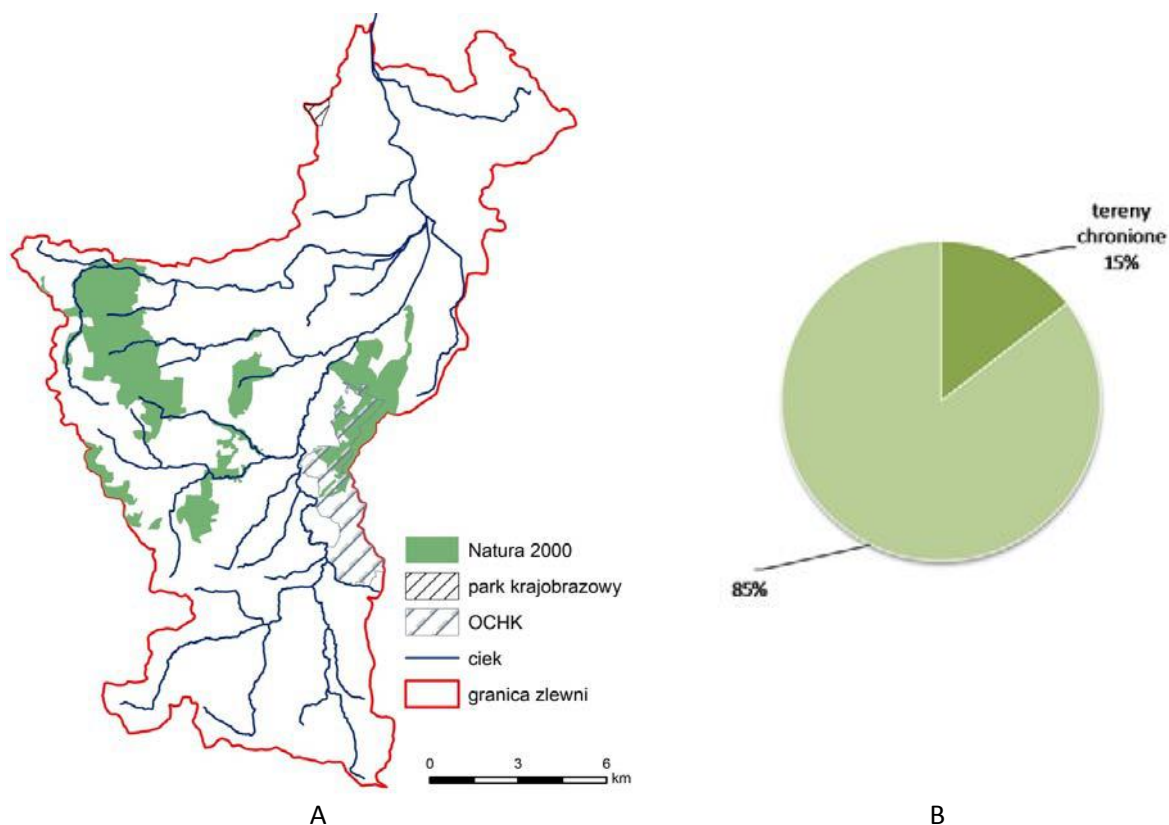 Natura 2000
park krajobrazowy
OCHK
ciek
granica zlewni
0 3 6
km
A
tereny
chronione
15%
85%
B